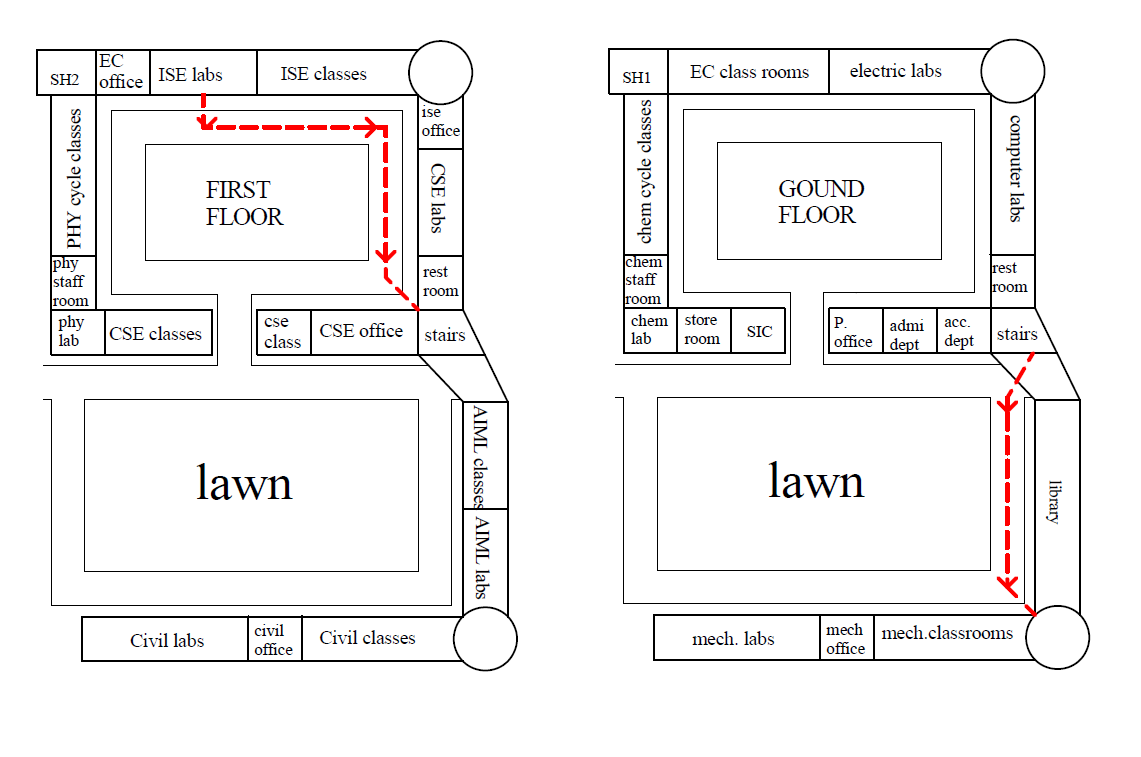 SH2
EC
office
ISE labs
ISE classes
PHY cycle classes
ise
office
FIRST
FLOOR
CSE labs
phy
staff
room
rest
room
phy
lab
CSE classes
cse
class
CSE office
stairs
lawn
AIML classes
AIML labs
Civil labs
civil
office
Civil classes
SH1
EC class rooms
electric labs
chem cycle classes
computer labs
GOUND
FLOOR
chem
staff
room
rest
room
chem
lab
store
room
SIC
P.
office
admi
dept
acc.
dept
stairs
lawn
library
mech. labs
mech
office
mech.classrooms